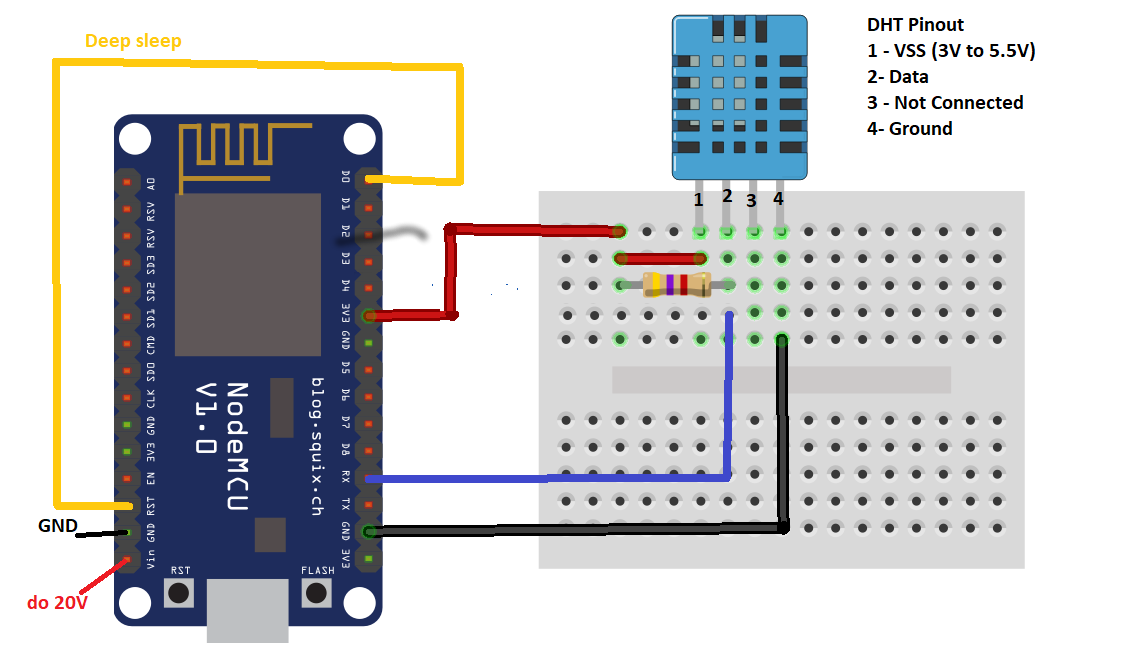 Deep sleep
DHT Pinout
1 - VSS (3V to 5.5V)
2- Data
3 - Not Connected
4- Ground
1
2
3
4
A0
RSV
RSV
SD3
SD2
SD1
CMD
SD0
CLK
GND
3V3
EN
RST
GND
Vin
D0
D1
D2
D3
D4
3V3
GND
D5
D6
D7
D8
RX
TX
GND
3V3
NodeMCU
V1.0
blog.squix.ch
RST
FLASH
GND
do 20V